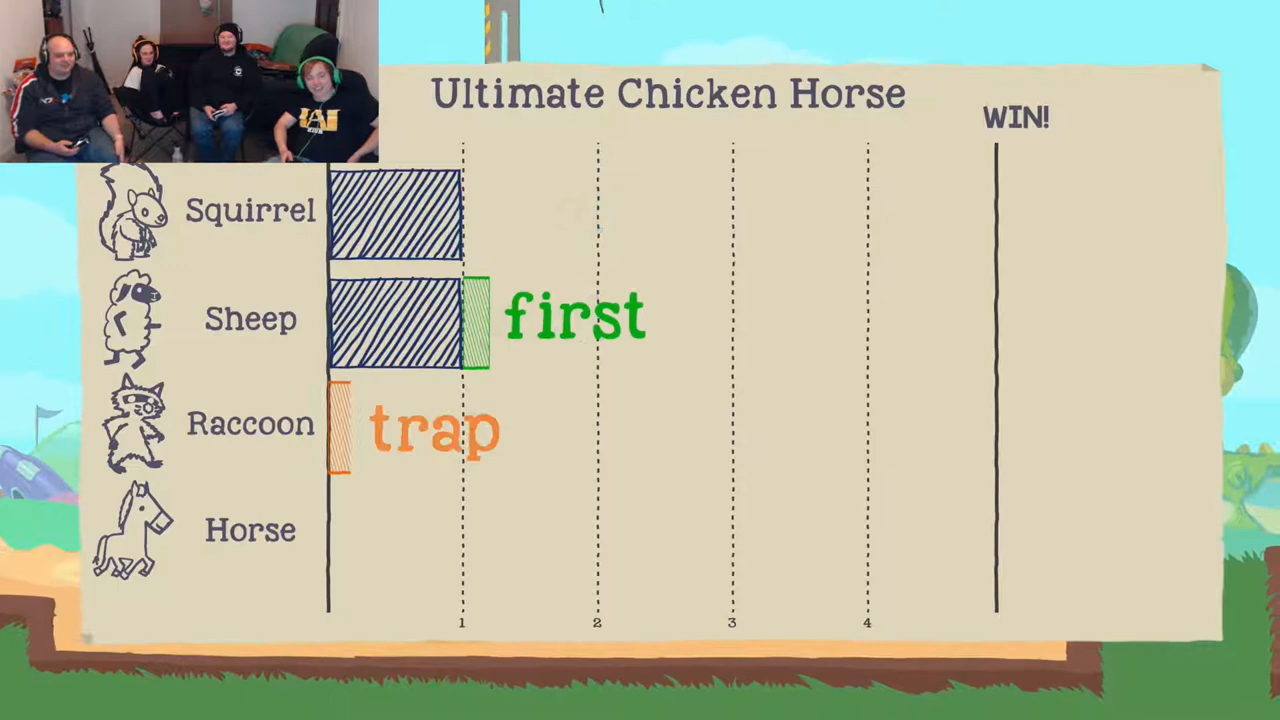 Ultimate Chicken Horse
WIN!
Squirrel
Sheep
first
Raccoon
trap
Horse
1 2 3 4